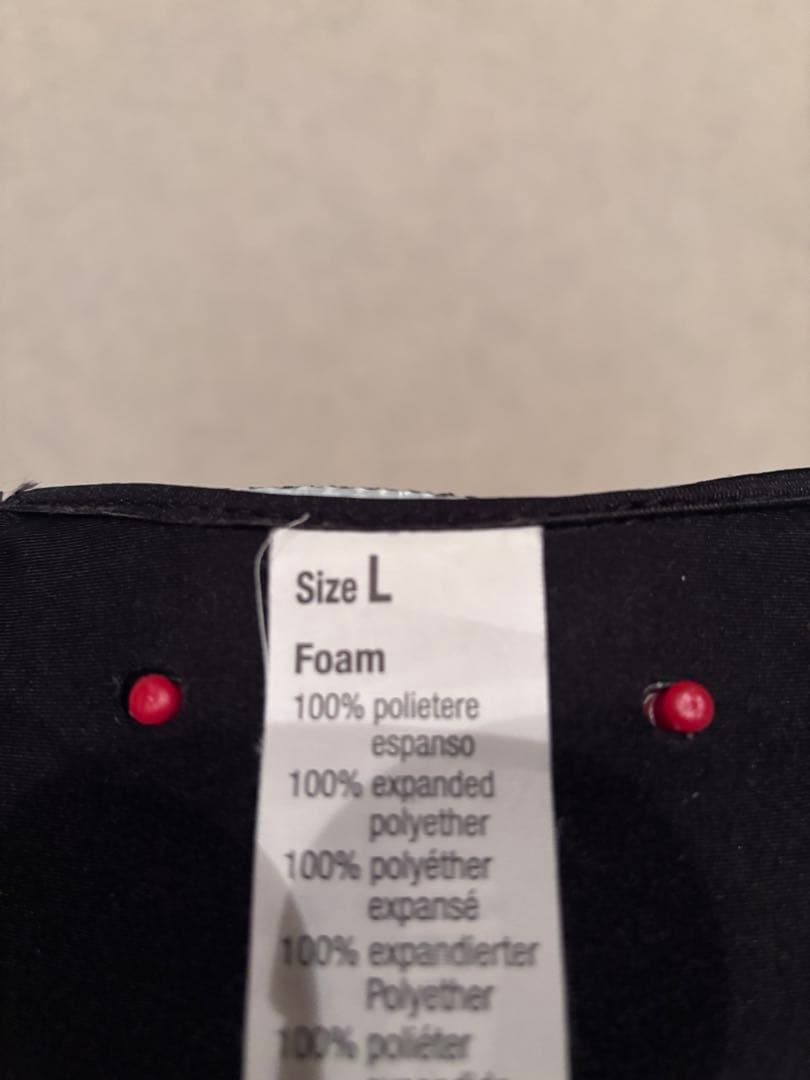 Size L
Foam
100% polietere
espanso
100% expanded
polyether
100% polyéther
expansé
100% expandierter
Polyether
100% poliéter